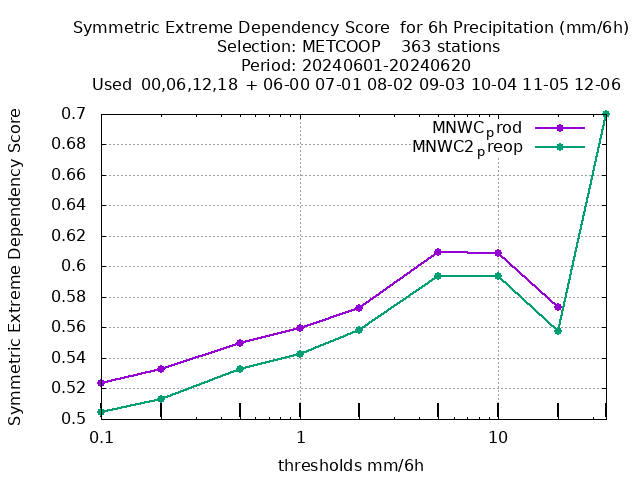 Symmetric Extreme Dependency Score  for 6h Precipitation (mm/6h)
Selection: METCOOP    363 stations
Period: 20240601-20240620
Used  00,06,12,18  + 06-00 07-01 08-02 09-03 10-04 11-05 12-06
MNWCprod
MNWC2preop
Symmetric Extreme Dependency Score
0.7
0.68
0.66
0.64
0.62
0.6
0.58
0.56
0.54
0.52
0.5
0.1
1
10
thresholds mm/6h